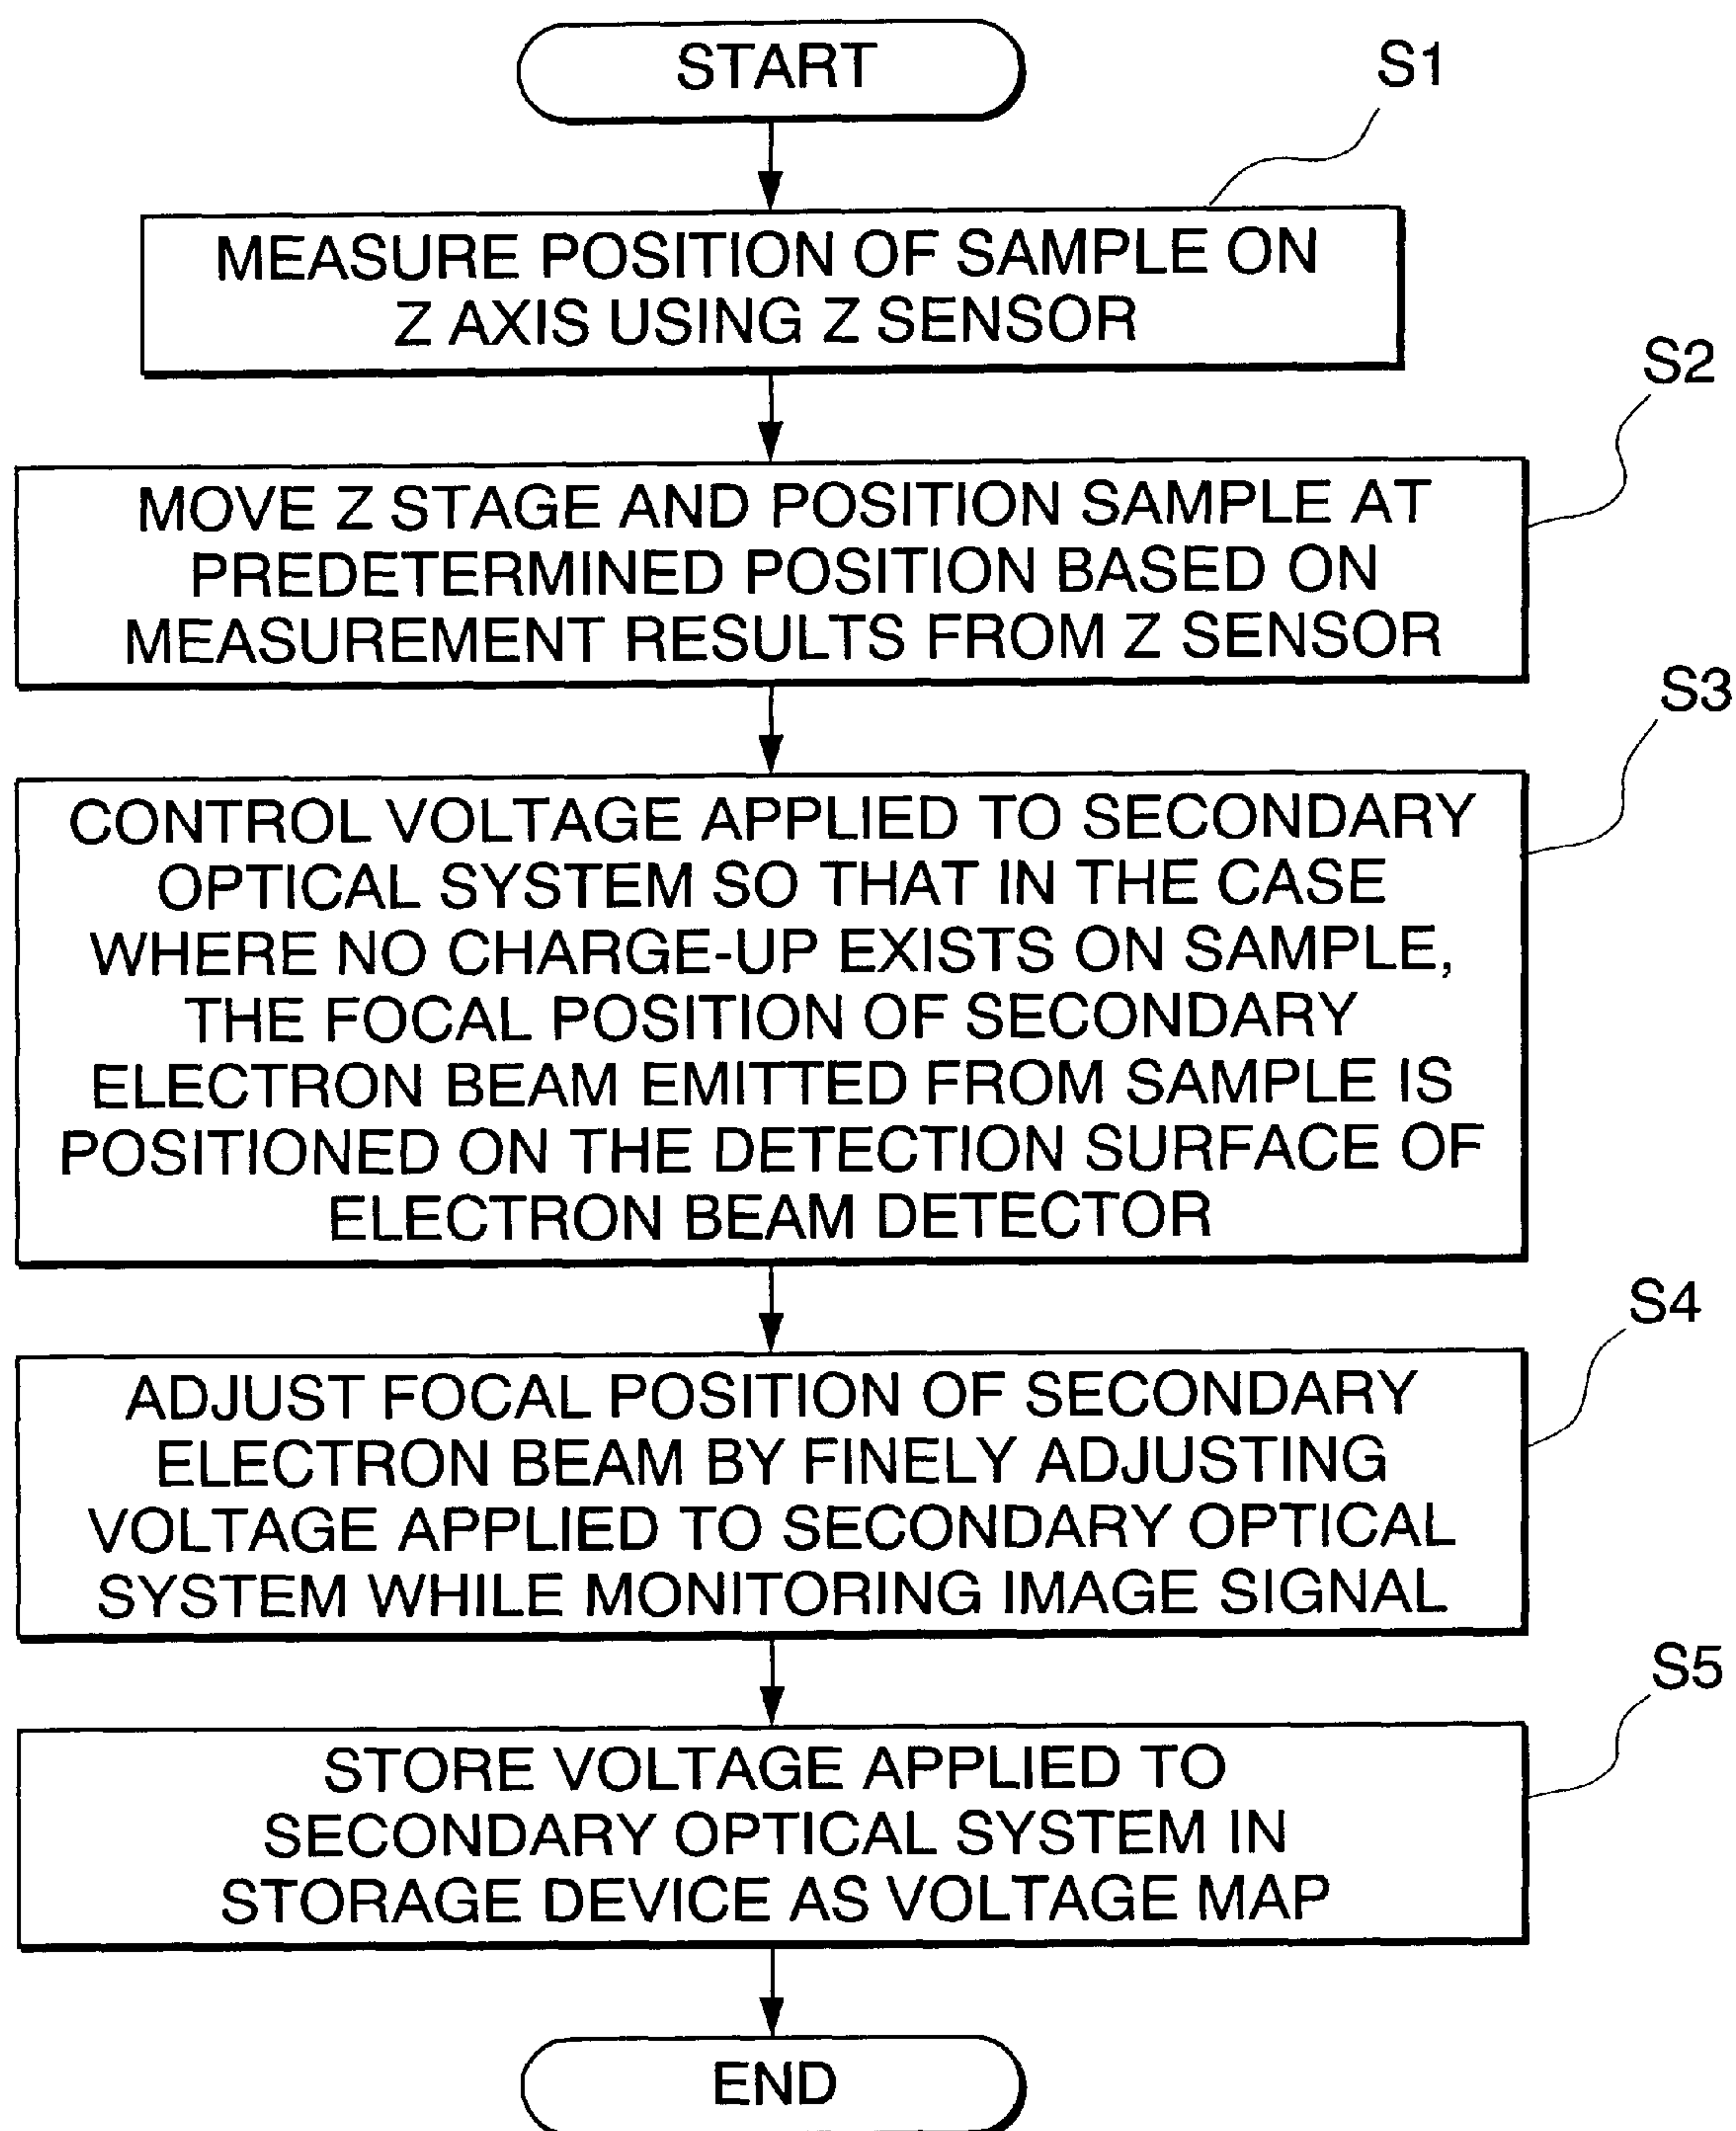 START
S1
MEASURE POSITION OF SAMPLE ON
Z AXIS USING Z SENSOR
S2
MOVE Z STAGE AND POSITION SAMPLE AT
PREDETERMINED POSITION BASED ON
MEASUREMENT RESULTS FROM Z SENSOR
S3
CONTROL VOLTAGE APPLIED TO SECONDARY
OPTICAL SYSTEM SO THAT IN THE CASE
WHERE NO CHARGE-UP EXISTS ON SAMPLE,
THE FOCAL POSITION OF SECONDARY
ELECTRON BEAM EMITTED FROM SAMPLE IS
POSITIONED ON THE DETECTION SURFACE OF
ELECTRON BEAM DETECTOR
S4
ADJUST FOCAL POSITION OF SECONDARY
ELECTRON BEAM BY FINELY ADJUSTING
VOLTAGE APPLIED TO SECONDARY OPTICAL
SYSTEM WHILE MONITORING IMAGE SIGNAL
S5
STORE VOLTAGE APPLIED TO
SECONDARY OPTICAL SYSTEM IN
STORAGE DEVICE AS VOLTAGE MAP
END